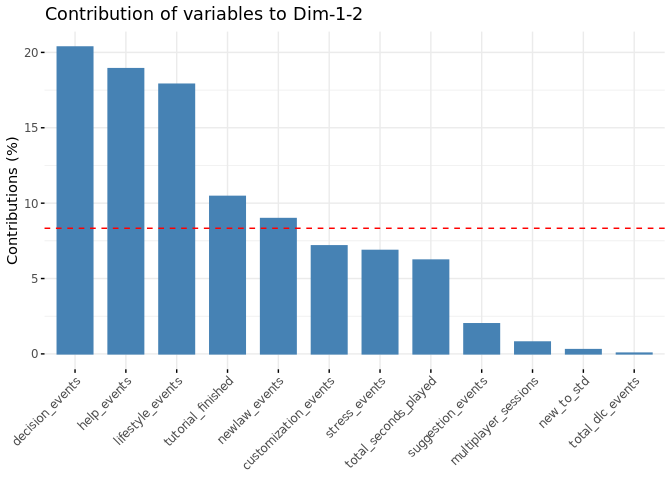 Contribution of variables to Dim-1-2
Contributions (%)
20
15
10
5
0
decision_events
help_events
lifestyle_events
tutorial_finished
newlaw_events
customization_events
stress_events
total_seconds_played
suggestion_events
multiplayer_sessions
new_to_std
total_dlc_events